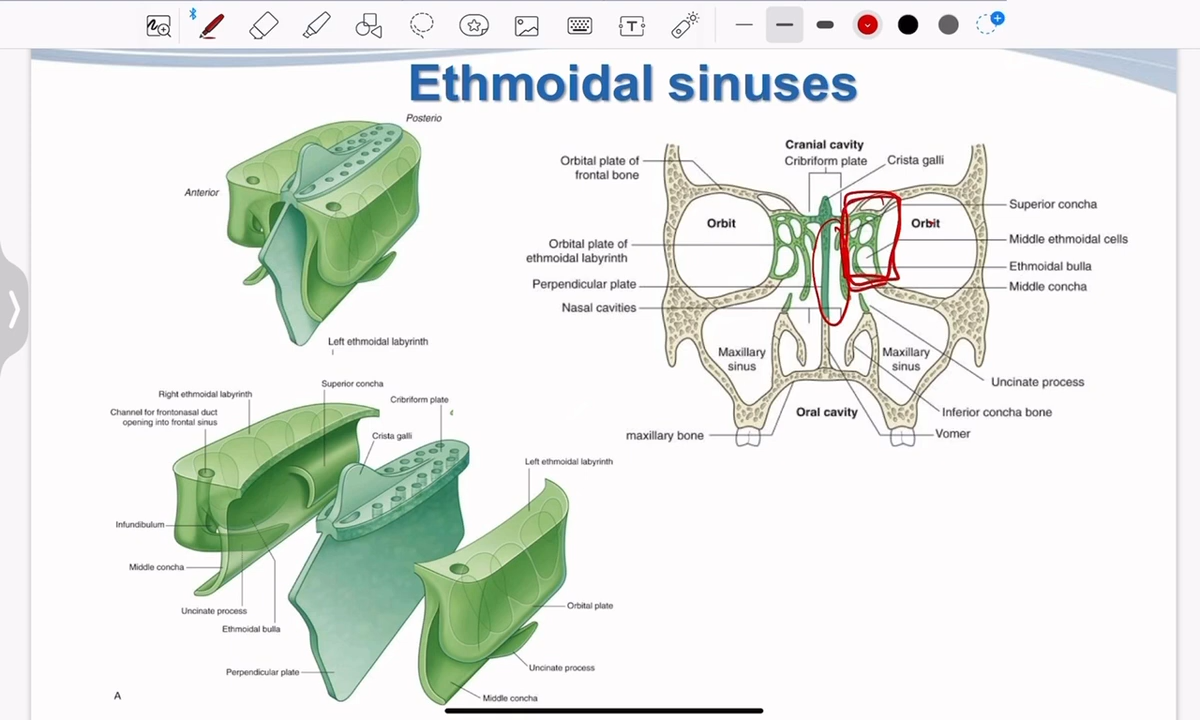 Ethmoidal sinuses
Posterio
Anterior
Left ethmoidal labyrinth
Cranial cavity
Cribriform plate
Crista galli
Orbital plate of
frontal bone
Superior concha
Orbit
Orbit
Middle ethmoidal cells
Orbital plate of
ethmoidal labyrinth
Ethmoidal bulla
Perpendicular plate
Middle concha
Nasal cavities
Maxillary
sinus
Maxillary
sinus
Uncinate process
Oral cavity
Inferior concha bone
maxillary bone
Vomer
Superior concha
Right ethmoidal labyrinth
Cribriform plate
Channel for frontonasal duct
opening into frontal sinus
Crista galli
Left ethmoidal labyrinth
Infundibulum
Middle concha
Uncinate process
Ethmoidal bulla
Orbital plate
Perpendicular plate
Uncinate process
Middle concha
A